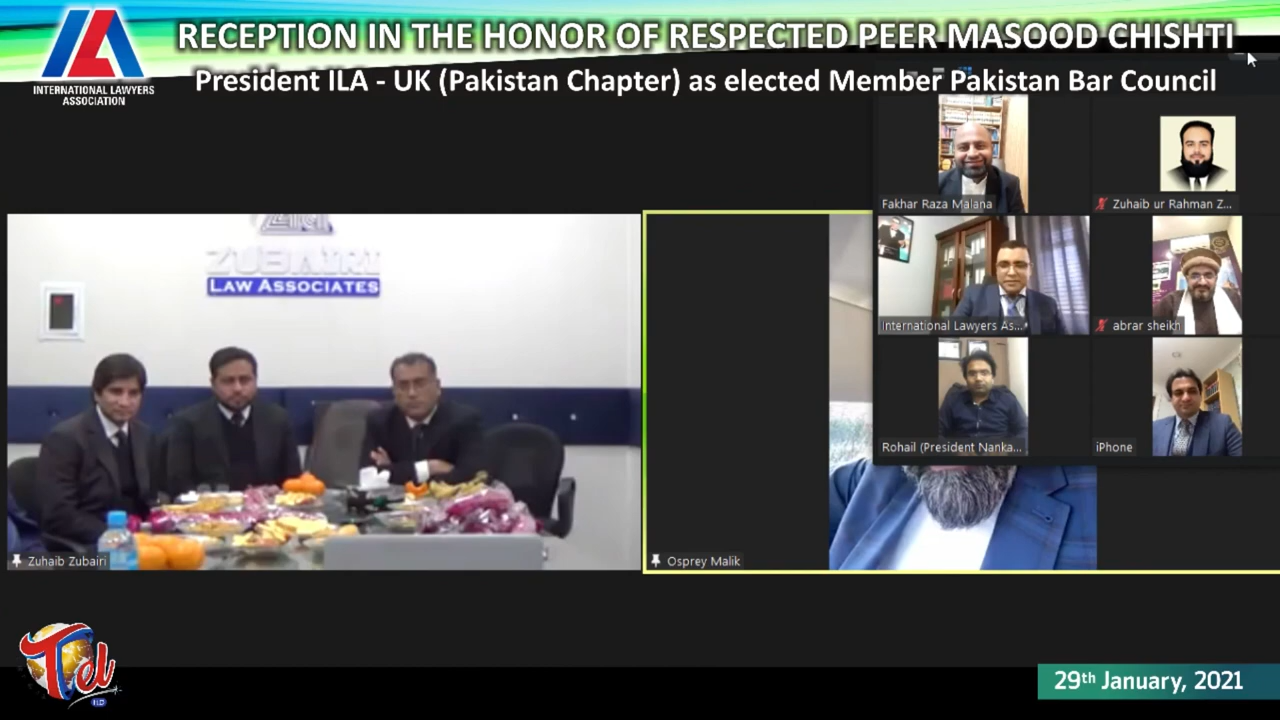 RECEPTION IN THE HONOR OF RESPECTED PEER MASOOD CHISHTI
President ILA - UK (Pakistan Chapter) as elected Member Pakistan Bar Council
ILA
INTERNATIONAL LAWYERS
ASSOCIATION
Fakhar Raza Malana
Zuhaib ur Rahman Z...
ZUBAIRI
LAW ASSOCIATES
International Lawyers As...
abrar sheikh
Rohail (President Nanka...
iPhone
Zuhaib Zubairi
Osprey Malik
Tel
29th January, 2021